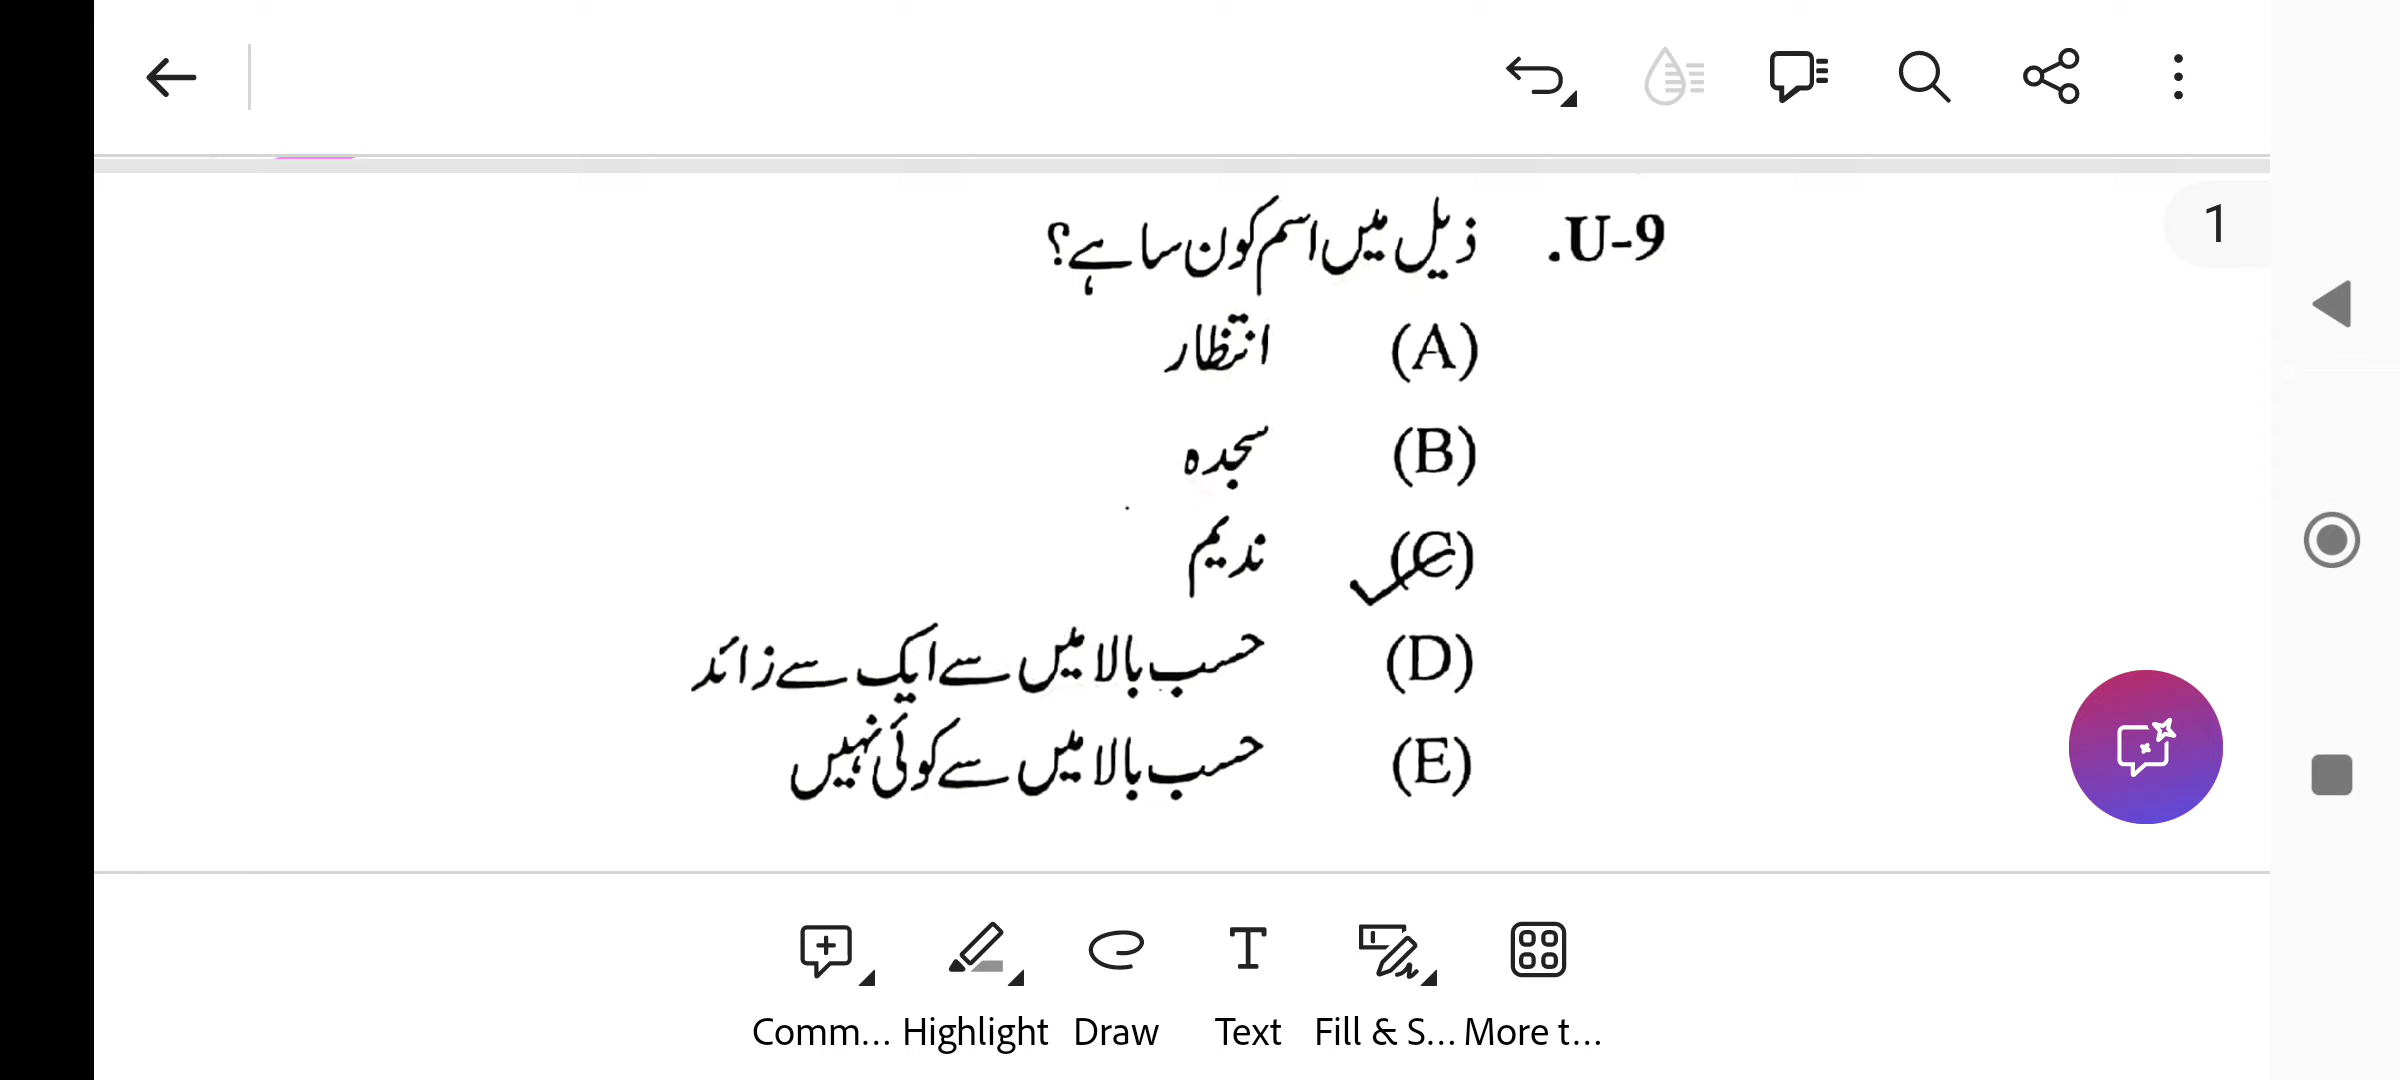 1
U-9. ذیل میں اسم کون سا ہے؟
(A) انتظار
(B) سجدہ
(C) ندیم
(D) حسب بالا میں سے ایک سے زائد
(E) حسب بالا میں سے کوئی نہیں
Comm... Highlight Draw Text Fill & S... More t...